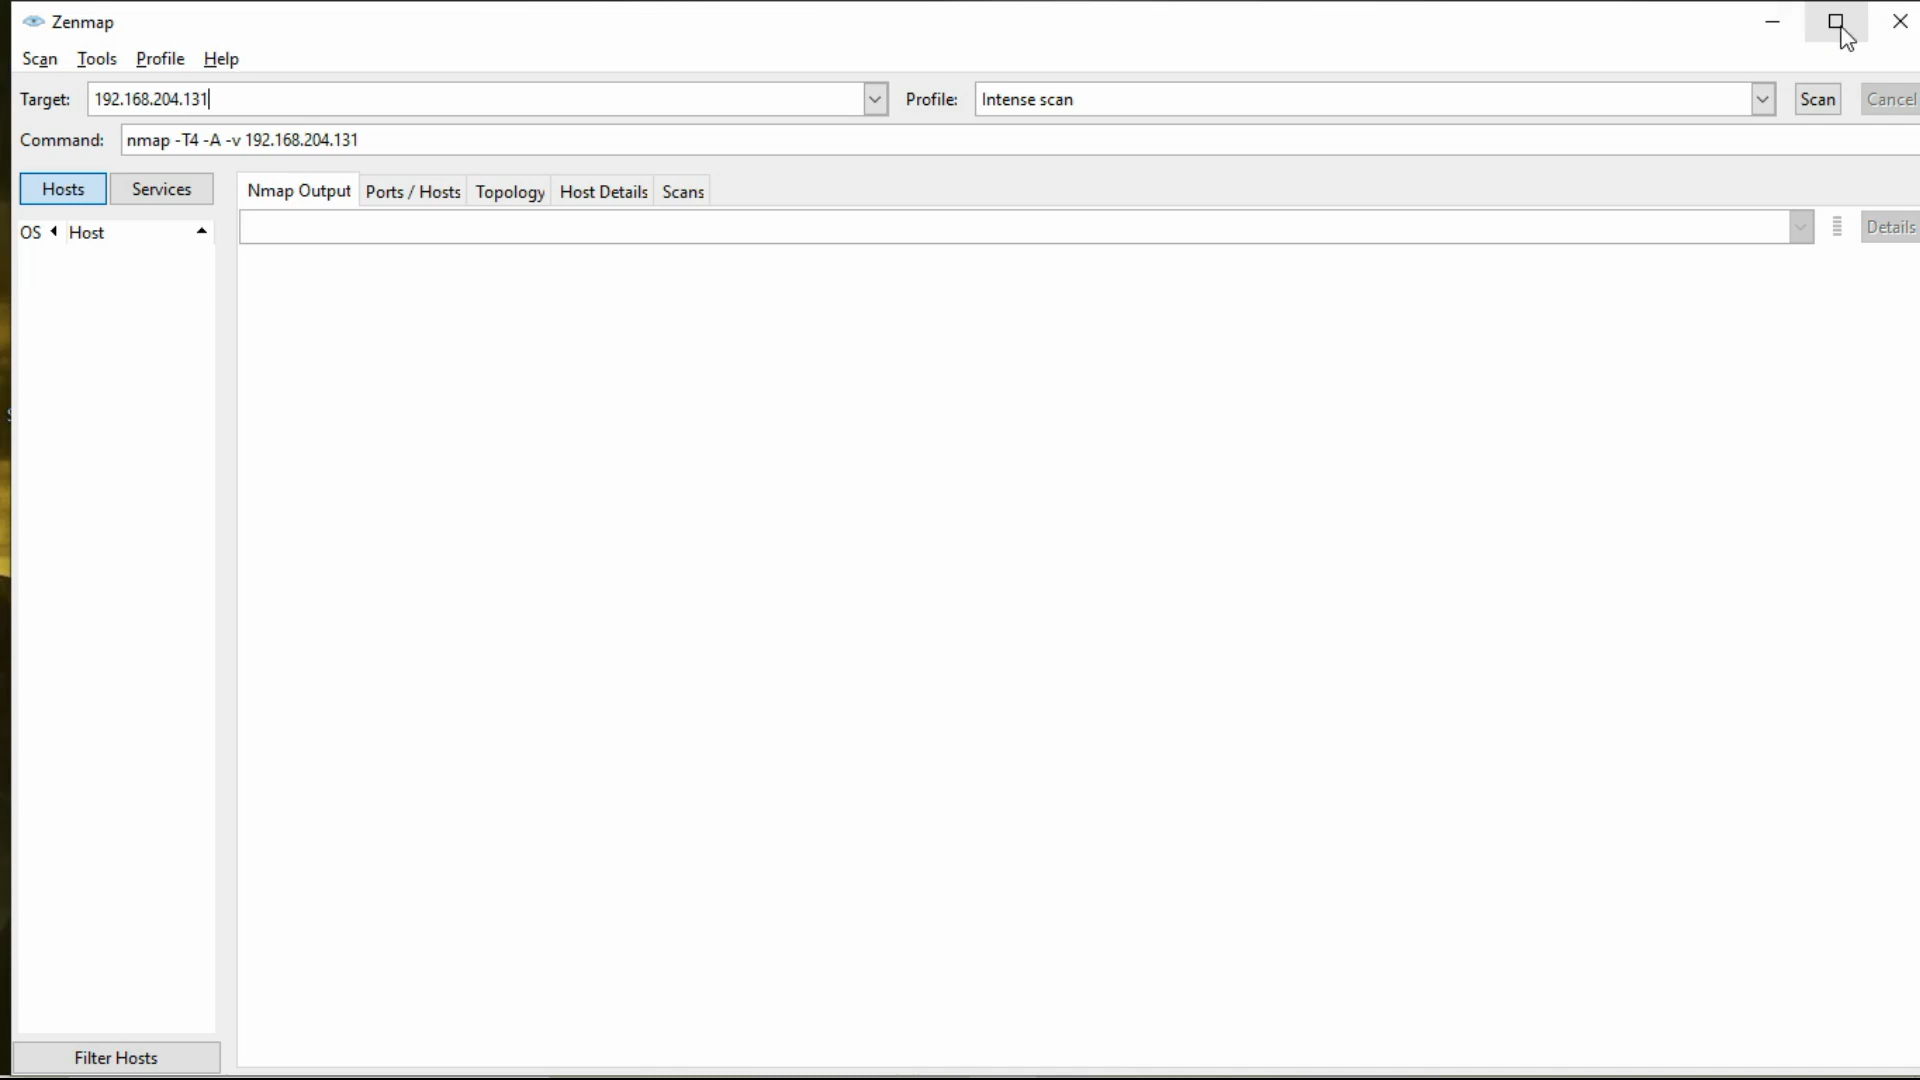 Zenmap
Scan Tools Profile Help
Target: 192.168.204.131 Profile: Intense scan Scan Cancel
Command: nmap -T4 -A -v 192.168.204.131
Hosts Services Nmap Output Ports / Hosts Topology Host Details Scans
OS Host Details
Filter Hosts